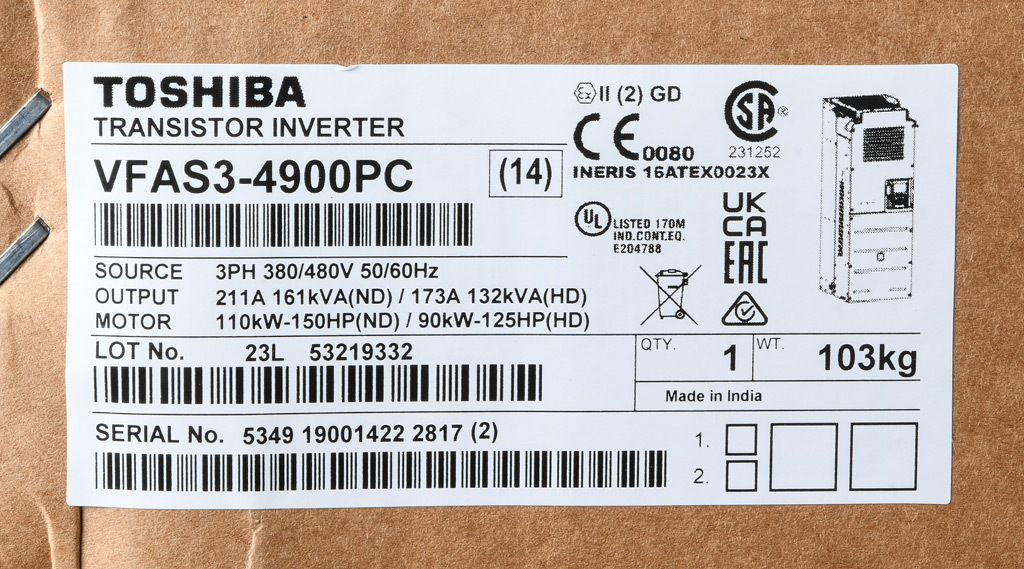 TOSHIBA
TRANSISTOR INVERTER
VFAS3-4900PC
(14)
Ex II (2) GD
CE 0080
INERIS 16ATEX0023X
SA ®
231252
UL LISTED 170M
IND.CONT.EQ.
E204788
UK
CA
EAC
SOURCE 3PH 380/480V 50/60Hz
OUTPUT 211A 161kVA(ND) / 173A 132kVA(HD)
MOTOR 110kW-150HP(ND) / 90kW-125HP(HD)
LOT No. 23L 53219332
QTY. 1
WT. 103kg
Made in India
SERIAL No. 5349 19001422 2817 (2)
1.
2.